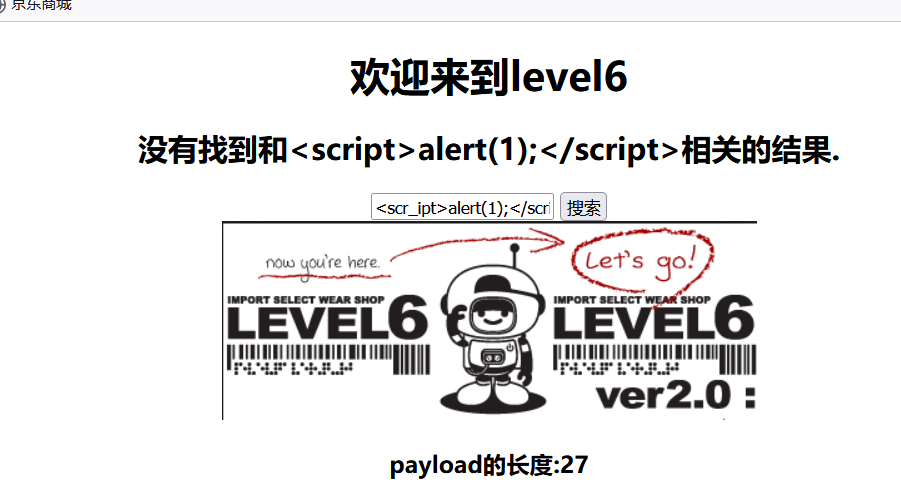 京东商城
欢迎来到level6
没有找到和<script>alert(1);</script>相关的结果.
<scr_ipt>alert(1);</scri
搜索
now you're here.
Let's go!
IMPORT SELECT WEAR SHOP
LEVEL6
IMPORT SELECT WEAR SHOP
LEVEL6
ver2.0 :
payload的长度:27